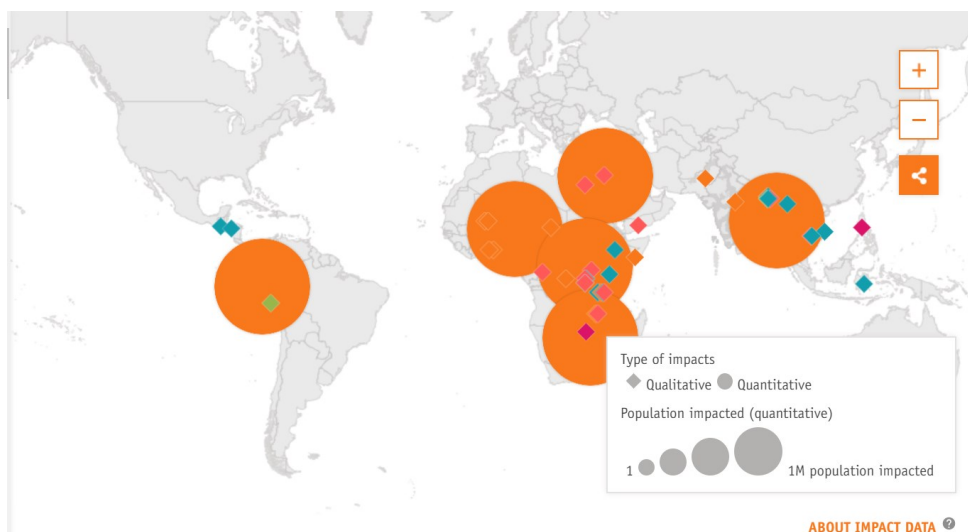 +
−
Type of impacts
Qualitative Quantitative
Population impacted (quantitative)
1 1M population impacted
ABOUT IMPACT DATA ?